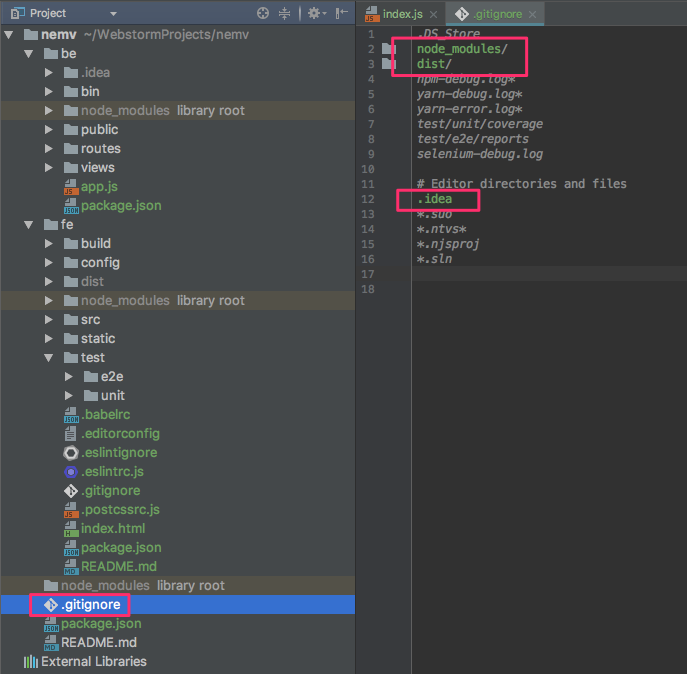 Project
nemv ~/WebstormProjects/nemv
be
.idea
bin
node_modules library root
public
routes
views
app.js
package.json
fe
build
config
dist
node_modules library root
src
static
test
e2e
unit
.babelrc
.editorconfig
.eslintignore
.eslintrc.js
.gitignore
.postcssrc.js
index.html
package.json
README.md
node_modules library root
.gitignore
package.json
README.md
External Libraries
index.js .gitignore
1 .DS_Store
2 node_modules/
3 dist/
4 npm-debug.log*
5 yarn-debug.log*
6 yarn-error.log*
7 test/unit/coverage
8 test/e2e/reports
9 selenium-debug.log
10
11 # Editor directories and files
12 .idea
13 *.suo
14 *.ntvs*
15 *.njsproj
16 *.sln
17
18